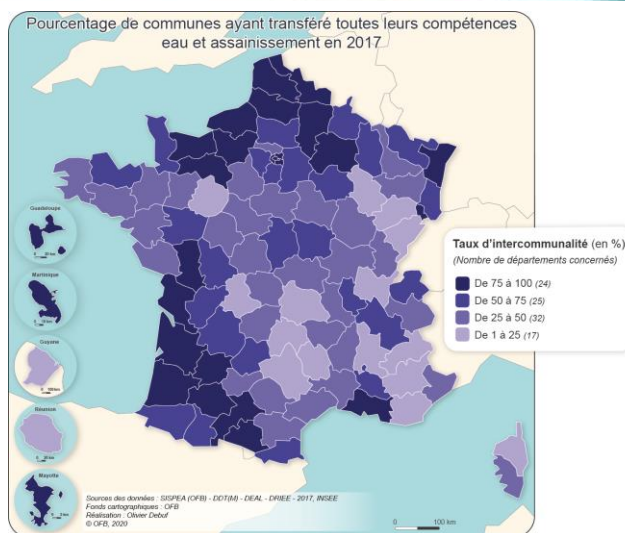 Pourcentage de communes ayant transféré toutes leurs compétences
eau et assainissement en 2017
Guadeloupe
Martinique
Guyane
Réunion
Mayotte
Taux d'intercommunalité (en %)
(Nombre de départements concernés)
De 75 à 100 (24)
De 50 à 75 (25)
De 25 à 50 (32)
De 1 à 25 (17)
Sources des données : SISPEA (OFB) - DDT(M) - DEAL - DRIEE - 2017, INSEE
Fonds cartographiques : OFB
Réalisation : Olivier Debuf
© OFB, 2020
0 100 km